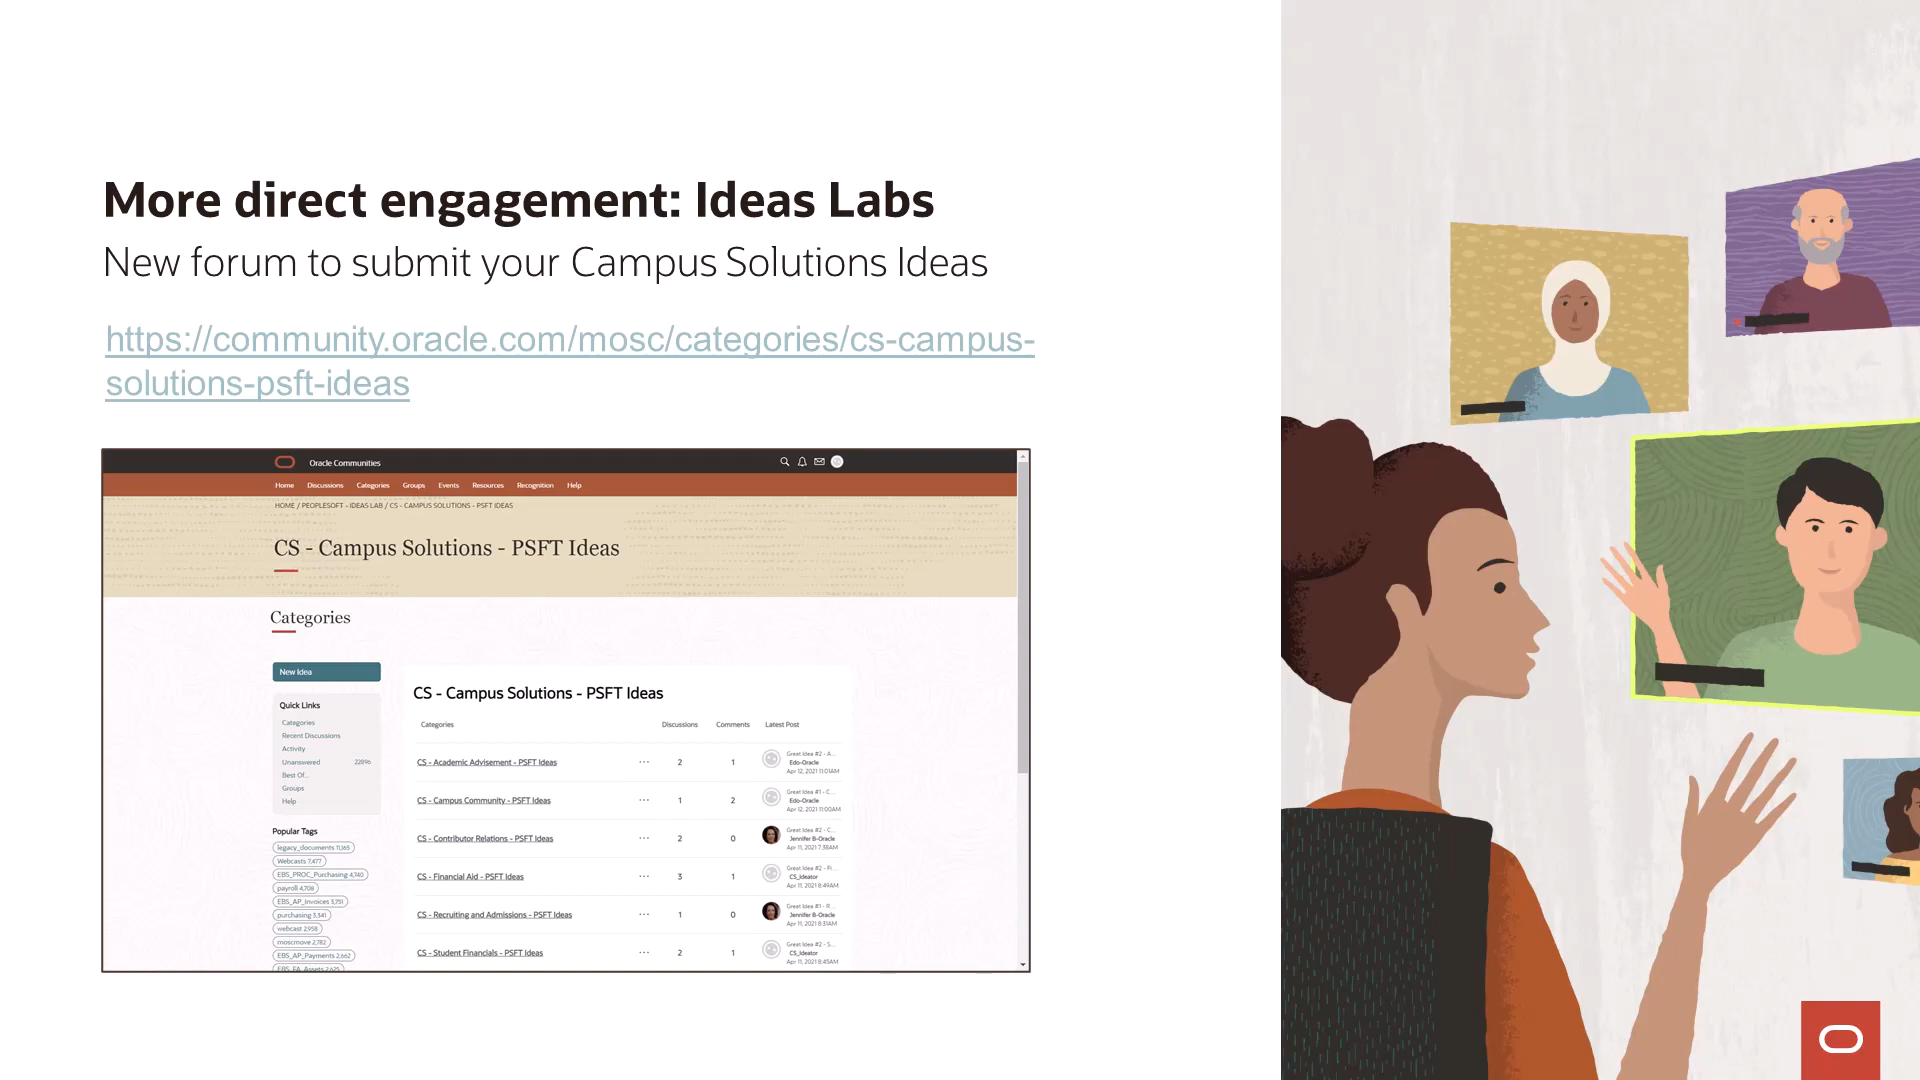 More direct engagement: Ideas Labs
New forum to submit your Campus Solutions Ideas
https://community.oracle.com/mosc/categories/cs-campus-
solutions-psft-ideas
Oracle Communities
Home Discussions Categories Groups Events Resources Recognition Help
HOME / PEOPLESOFT - IDEAS LAB / CS - CAMPUS SOLUTIONS - PSFT IDEAS
CS - Campus Solutions - PSFT Ideas
Categories
New Idea
Quick Links
Categories
Recent Discussions
Activity
Unanswered 22896
Best Of...
Groups
Help
Popular Tags
legacy_documents 11,165
Webcasts 7,477
EBS_PROC_Purchasing 4,740
payroll 4,708
EBS_AP_Invoices 3,751
purchasing 3,341
webcast 2,958
moscmove 2,782
EBS_AP_Payments 2,662
EBS_FA_Assets 2,625
CS - Campus Solutions - PSFT Ideas
Categories Discussions Comments Latest Post
CS - Academic Advisement - PSFT Ideas ... 2 1 Great Idea #2 - A...
Edo-Oracle
Apr 12, 2021 11:01AM
CS - Campus Community - PSFT Ideas ... 1 2 Great Idea #1 - C...
Edo-Oracle
Apr 12, 2021 11:00AM
CS - Contributor Relations - PSFT Ideas ... 2 0 Great Idea #2 - C...
Jennifer B-Oracle
Apr 11, 2021 7:38AM
CS - Financial Aid - PSFT Ideas ... 3 1 Great Idea #2 - Fi...
CS_Ideator
Apr 11, 2021 8:49AM
CS - Recruiting and Admissions - PSFT Ideas ... 1 0 Great Idea #1 - R...
Jennifer B-Oracle
Apr 11, 2021 8:31AM
CS - Student Financials - PSFT Ideas ... 2 1 Great Idea #2 - S...
CS_Ideator
Apr 11, 2021 8:45AM